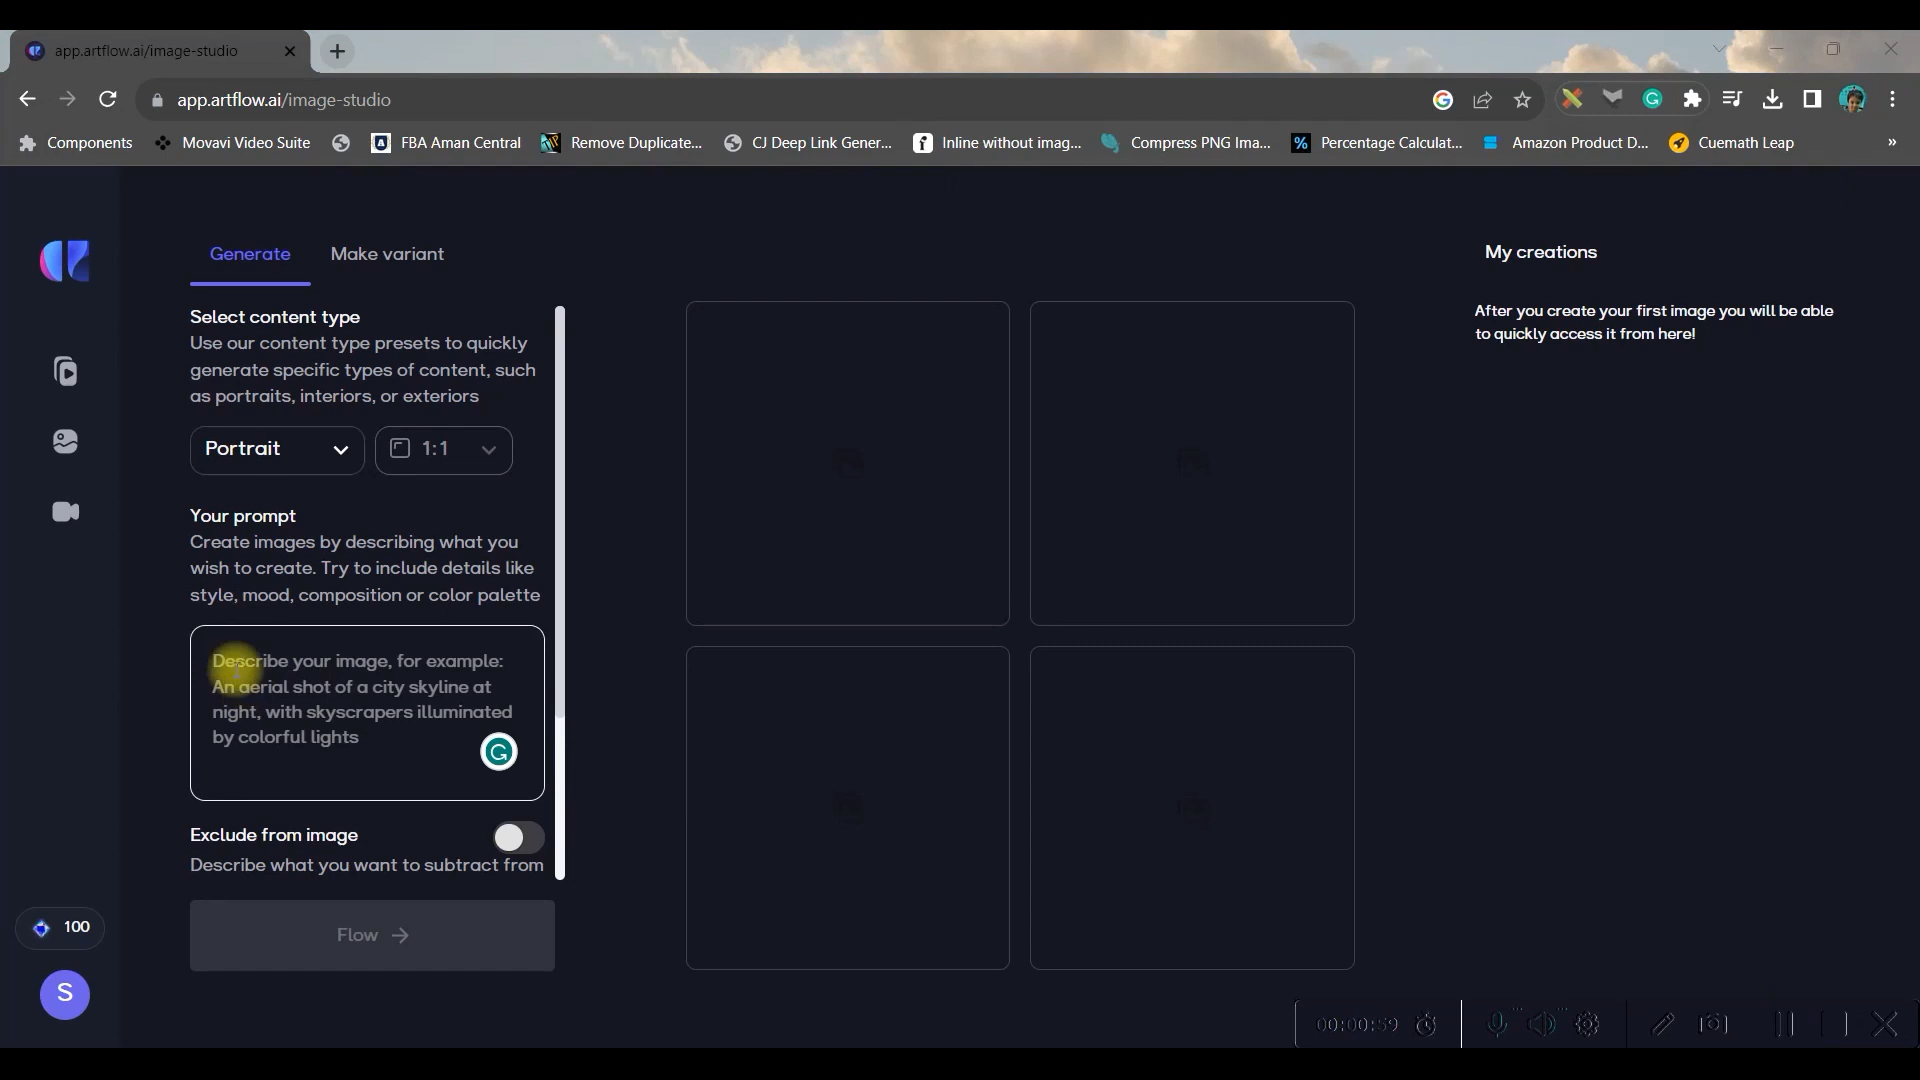 app.artflow.ai/image-studio
app.artflow.ai/image-studio
Components
Movavi Video Suite
FBA Aman Central
Remove Duplicate...
CJ Deep Link Gener...
Inline without imag...
Compress PNG Ima...
Percentage Calculat...
Amazon Product D...
Cuemath Leap
»
Generate
Make variant
My creations
Select content type
Use our content type presets to quickly
generate specific types of content, such
as portraits, interiors, or exteriors
After you create your first image you will be able
to quickly access it from here!
Portrait
1:1
Your prompt
Create images by describing what you
wish to create. Try to include details like
style, mood, composition or color palette
Describe your image, for example:
An aerial shot of a city skyline at
night, with skyscrapers illuminated
by colorful lights
Exclude from image
Describe what you want to subtract from
100
Flow
S
00:00:59